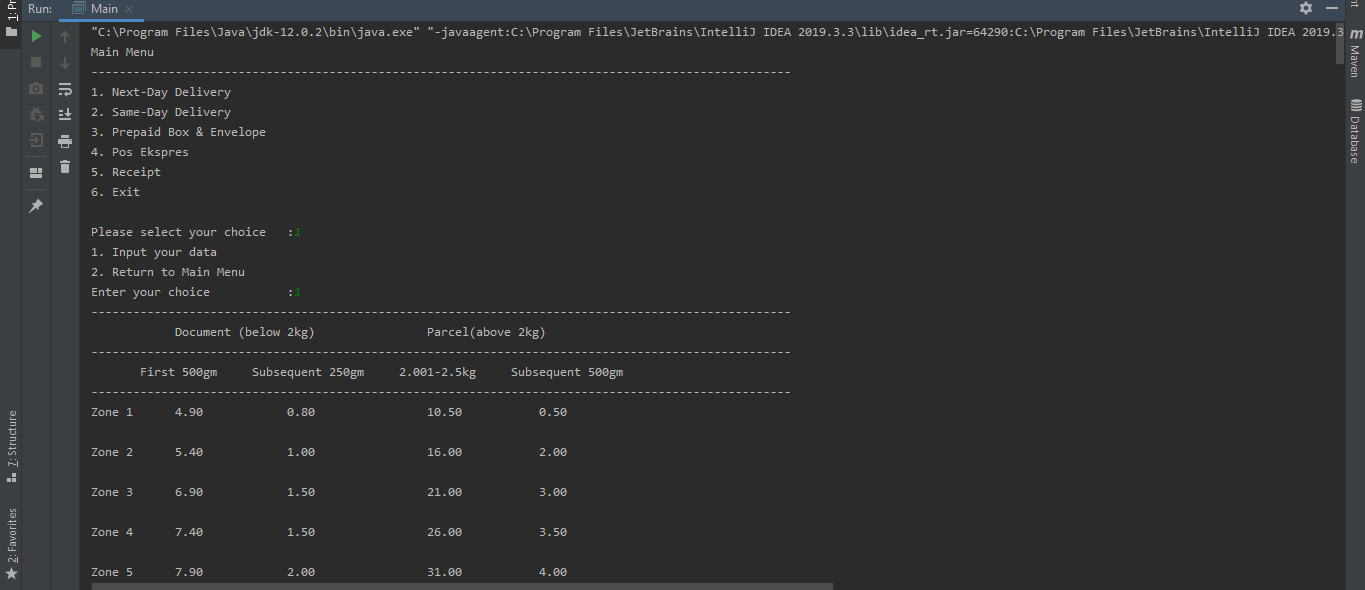 Run: Main
"C:\Program Files\Java\jdk-12.0.2\bin\java.exe" "-javaagent:C:\Program Files\JetBrains\IntelliJ IDEA 2019.3.3\lib\idea_rt.jar=64290:C:\Program Files\JetBrains\IntelliJ IDEA 2019.3
Main Menu
----------------------------------------------------------------------------------------------------
1. Next-Day Delivery
2. Same-Day Delivery
3. Prepaid Box & Envelope
4. Pos Ekspres
5. Receipt
6. Exit
Please select your choice   :1
1. Input your data
2. Return to Main Menu
Enter your choice           :1
----------------------------------------------------------------------------------------------------
Document (below 2kg)                Parcel(above 2kg)
----------------------------------------------------------------------------------------------------
First 500gm     Subsequent 250gm     2.001-2.5kg     Subsequent 500gm
----------------------------------------------------------------------------------------------------
Zone 1      4.90            0.80                10.50           0.50
Zone 2      5.40            1.00                16.00           2.00
Zone 3      6.90            1.50                21.00           3.00
Zone 4      7.40            1.50                26.00           3.50
Zone 5      7.90            2.00                31.00           4.00
1: Pr
7: Structure
2: Favorites
nt
m
Maven
Database